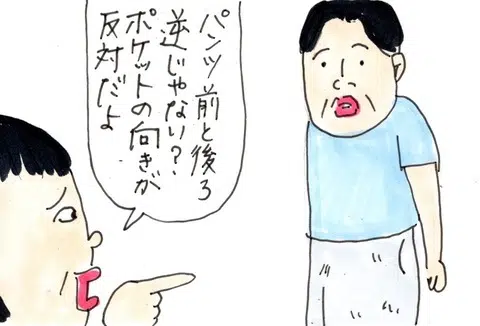 パンツ前と後ろ
逆じゃない?
ポケットの向きが
反対だよ